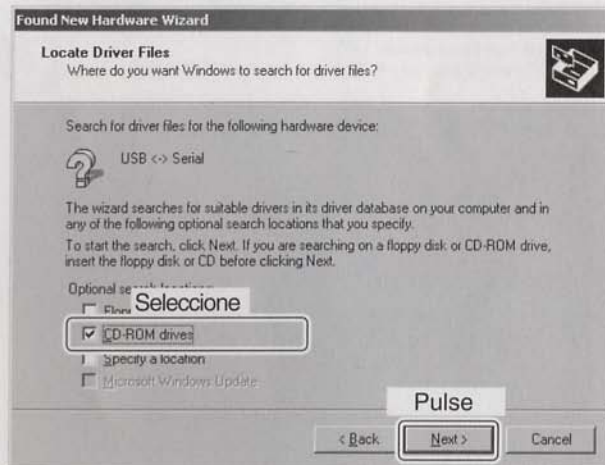 Found New Hardware Wizard
Locate Driver Files
Where do you want Windows to search for driver files?
Search for driver files for the following hardware device:
USB <-> Serial
The wizard searches for suitable drivers in its driver database on your computer and in
any of the following optional search locations that you specify.
To start the search, click Next. If you are searching on a floppy disk or CD-ROM drive,
insert the floppy disk or CD before clicking Next.
Optional
Seleccione
CD-ROM drives
Specify a location
Microsoft Windows Update
Pulse
< Back
Next >
Cancel